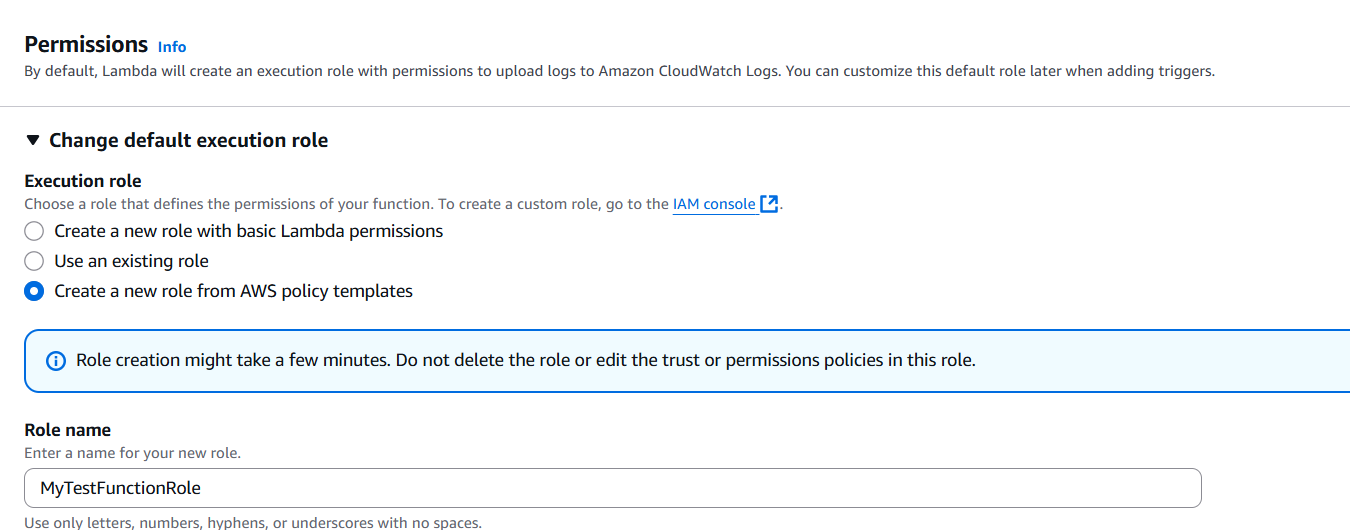 Permissions Info
By default, Lambda will create an execution role with permissions to upload logs to Amazon CloudWatch Logs. You can customize this default role later when adding triggers.
Change default execution role
Execution role
Choose a role that defines the permissions of your function. To create a custom role, go to the IAM console.
Create a new role with basic Lambda permissions
Use an existing role
Create a new role from AWS policy templates
Role creation might take a few minutes. Do not delete the role or edit the trust or permissions policies in this role.
Role name
Enter a name for your new role.
MyTestFunctionRole
Use only letters, numbers, hyphens, or underscores with no spaces.